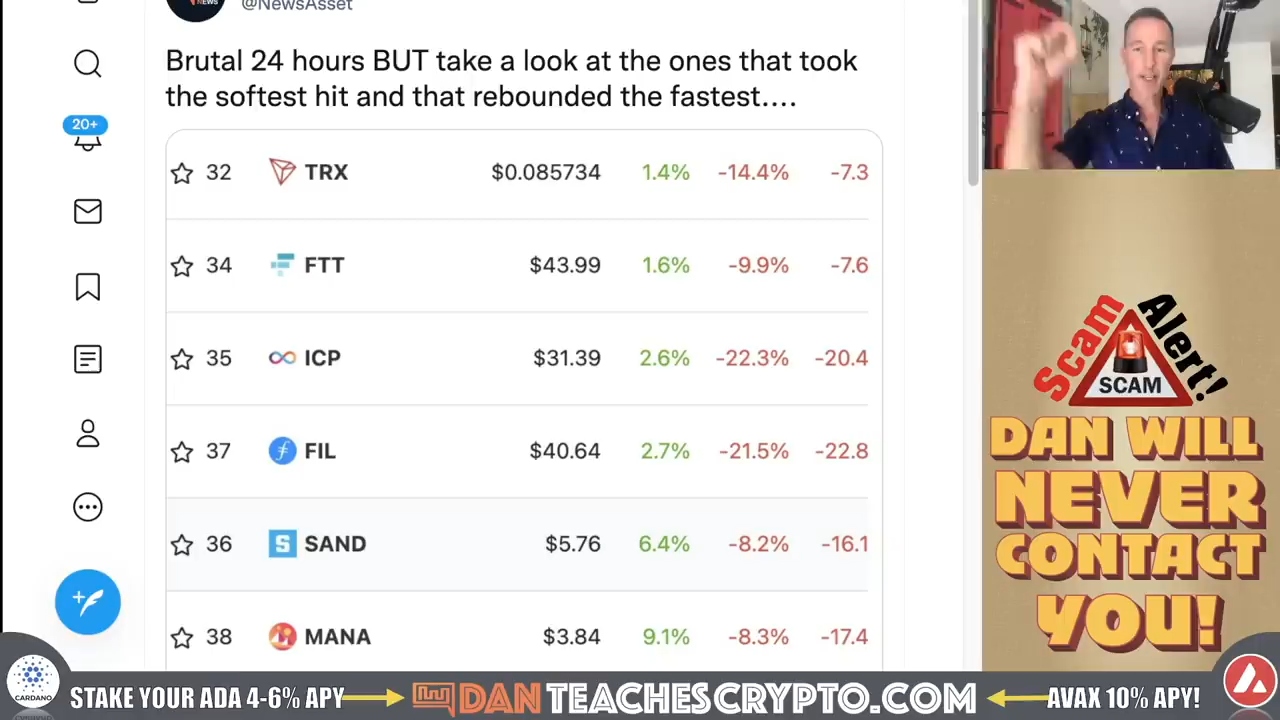 NEWS
@NewsAsset
Brutal 24 hours BUT take a look at the ones that took
the softest hit and that rebounded the fastest....
20+
32 TRX $0.085734 1.4% -14.4% -7.3
34 FTT $43.99 1.6% -9.9% -7.6
35 ICP $31.39 2.6% -22.3% -20.4
37 FIL $40.64 2.7% -21.5% -22.8
36 S SAND $5.76 6.4% -8.2% -16.1
38 MANA $3.84 9.1% -8.3% -17.4
Scam Alert!
SCAM
DAN WILL
NEVER
CONTACT
YOU!
CARDANO
STAKE YOUR ADA 4-6% APY
DANTEACHESCRYPTO.COM
AVAX 10% APY!